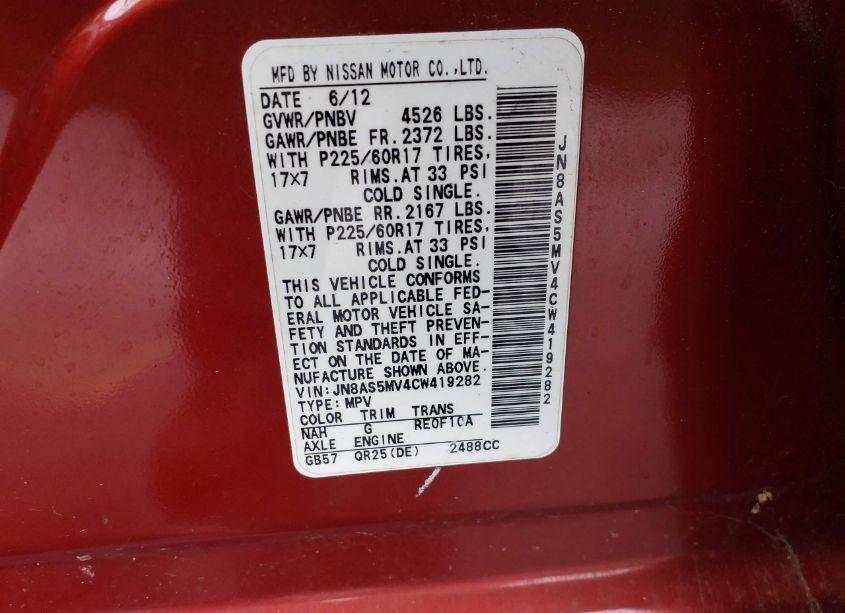 MFD BY NISSAN MOTOR CO.,LTD.
DATE 6/12
GVWR/PNBV 4526 LBS.
GAWR/PNBE FR.2372 LBS.
WITH P225/60R17 TIRES,
17×7 RIMS.AT 33 PSI
COLD SINGLE.
GAWR/PNBE RR.2167 LBS.
WITH P225/60R17 TIRES,
17×7 RIMS.AT 33 PSI
COLD SINGLE.
THIS VEHICLE CONFORMS
TO ALL APPLICABLE FED-
ERAL MOTOR VEHICLE SA-
FETY AND THEFT PREVEN-
TION STANDARDS IN EFF-
ECT ON THE DATE OF MA-
NUFACTURE SHOWN ABOVE.
VIN:JN8AS5MV4CW419282
TYPE:MPV
COLOR TRIM TRANS
NAH G RE0F10A
AXLE ENGINE
GB57 QR25(DE) 2488CC
JN8AS5MV4CW419282